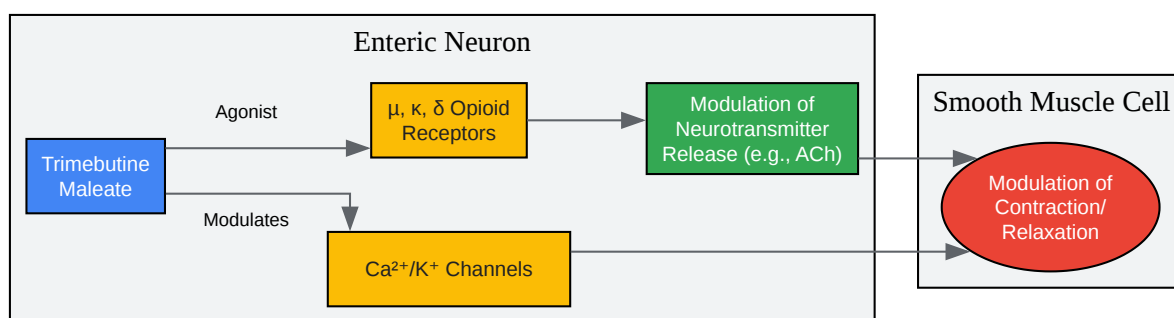 Enteric Neuron
Agonist
µ, κ, δ Opioid
Receptors
Modulation of
Neurotransmitter
Release (e.g., ACh)
Trimebutine
Maleate
Modulates
Ca²⁺/K⁺ Channels
Smooth Muscle Cell
Modulation of
Contraction/
Relaxation